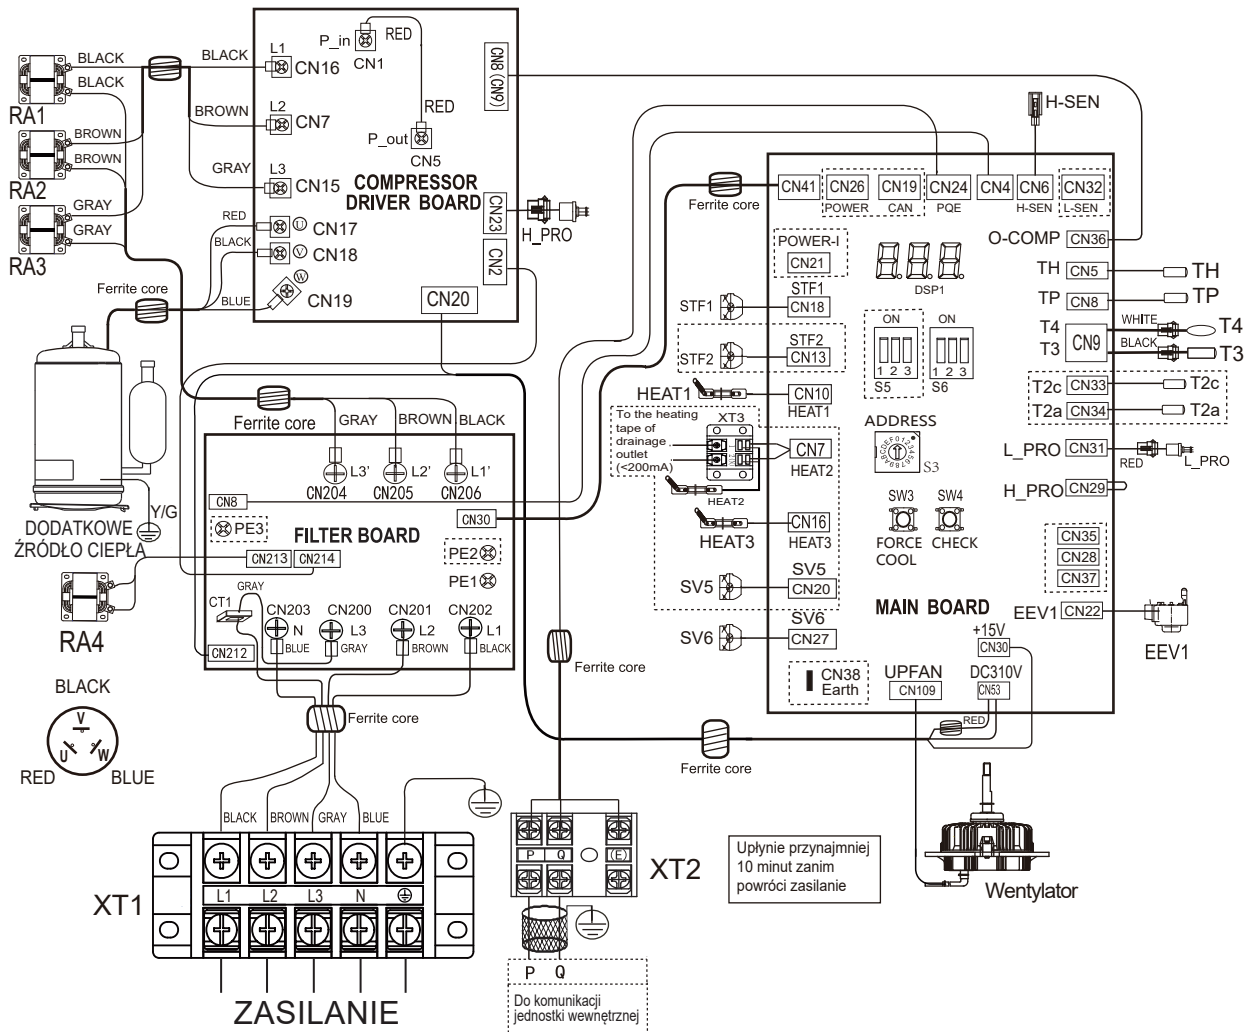 BLACK
BLACK
RA1
BROWN
BROWN
RA2
GRAY
GRAY
RA3
BLACK
BROWN
GRAY
RED
BLACK
BLUE
Ferrite core
L1
CN16
L2
CN7
L3
CN15
U
CN17
V
CN18
W
CN19
P_in
CN1
RED
RED
P_out
CN5
COMPRESSOR
DRIVER BOARD
CN8 (CN9)
CN23
CN2
CN20
H_PRO
H-SEN
Ferrite core
CN41
CN26
POWER
CN19
CAN
CN24
PQE
CN4
CN6
H-SEN
CN32
L-SEN
O-COMP
CN36
POWER-I
CN21
DSP1
TH
CN5
TH
TP
CN8
TP
T4
T3
CN9
WHITE
T4
BLACK
T3
T2c
CN33
T2c
T2a
CN34
T2a
L_PRO
CN31
RED
L_PRO
H_PRO
CN29
STF1
STF1
CN18
STF2
STF2
CN13
HEAT1
CN10
HEAT1
To the heating
tape of
drainage
outlet
(<200mA)
XT3
CN7
HEAT2
HEAT2
HEAT3
CN16
HEAT3
SV5
SV5
CN20
SV6
SV6
CN27
ON
1 2 3
S5
ON
1 2 3
S6
ADDRESS
S3
SW3
FORCE
COOL
SW4
CHECK
CN35
CN28
CN37
MAIN BOARD
EEV1
CN22
EEV1
+15V
CN30
CN38
Earth
UPFAN
CN109
DC310V
CN53
RED
Ferrite core
GRAY
BROWN
BLACK
L3'
CN204
L2'
CN205
L1'
CN206
CN8
CN30
PE3
FILTER BOARD
PE2
PE1
CN213
CN214
GRAY
CT1
CN212
CN203
N
BLUE
CN200
L3
GRAY
CN201
L2
BROWN
CN202
L1
BLACK
Y/G
DODATKOWE
ŹRÓDŁO CIEPŁA
RA4
BLACK
V
U
W
RED
BLUE
Ferrite core
Ferrite core
Ferrite core
BLACK
BROWN
GRAY
BLUE
XT1
L1
L2
L3
N
ZASILANIE
P
Q
(E)
XT2
P
Q
Do komunikacji
jednostki wewnętrznej
Upłynie przynajmniej
10 minut zanim
powróci zasilanie
Wentylator